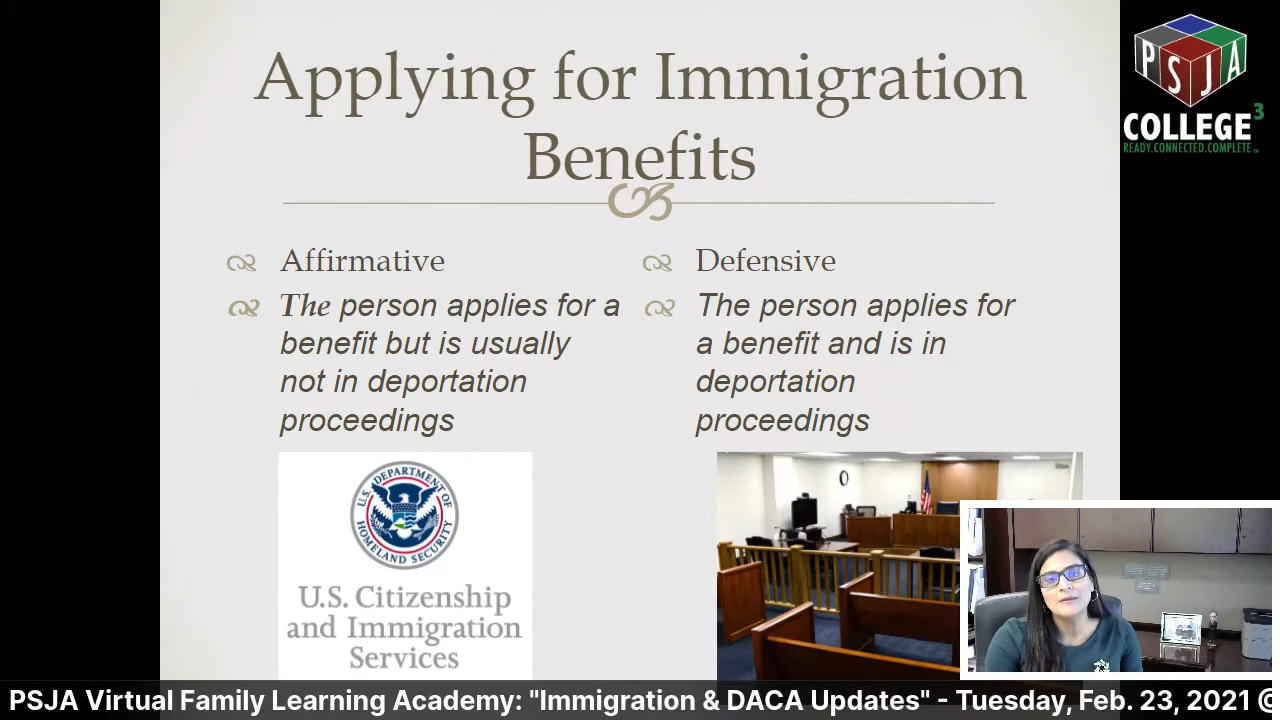 Applying for Immigration
Benefits
Affirmative
The person applies for a
benefit but is usually
not in deportation
proceedings
U.S. DEPARTMENT OF
HOMELAND SECURITY
U.S. Citizenship
and Immigration
Services
Defensive
The person applies for
a benefit and is in
deportation
proceedings
PSJA
COLLEGE³
READY.CONNECTED.COMPLETE
PSJA Virtual Family Learning Academy: "Immigration & DACA Updates" - Tuesday, Feb. 23, 2021 @